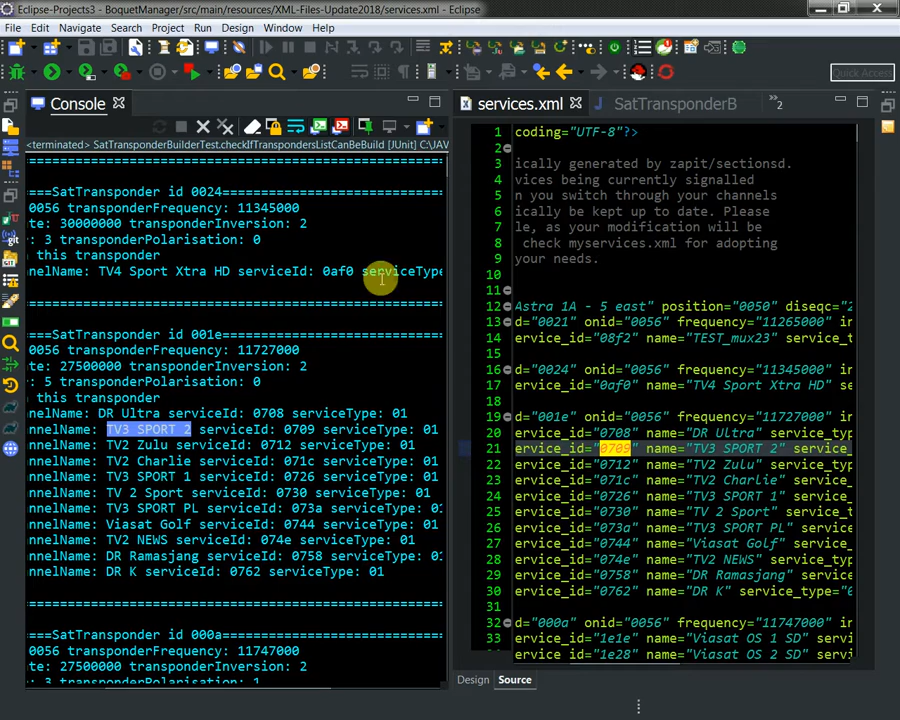 Eclipse-Projects3 - BoquetManager/src/main/resources/XML-Files-Update2018/services.xml - Eclipse
File Edit Navigate Search Project Run Design Window Help
Quick Access
Console
<terminated> SatTransponderBuilderTest.checkIfTranspondersListCanBeBuild [JUnit] C:\JAV
====================================================
====SatTransponder id 0024============================
0056 transponderFrequency: 11345000
te: 30000000 transponderInversion: 2
: 3 transponderPolarisation: 0
 this transponder
nnelName: TV4 Sport Xtra HD serviceId: 0af0 serviceType
====================================================
====SatTransponder id 001e============================
0056 transponderFrequency: 11727000
te: 27500000 transponderInversion: 2
: 5 transponderPolarisation: 0
 this transponder
nnelName: DR Ultra serviceId: 0708 serviceType: 01
nnelName: TV3 SPORT 2 serviceId: 0709 serviceType: 01
nnelName: TV2 Zulu serviceId: 0712 serviceType: 01
nnelName: TV2 Charlie serviceId: 071c serviceType: 01
nnelName: TV3 SPORT 1 serviceId: 0726 serviceType: 01
nnelName: TV 2 Sport serviceId: 0730 serviceType: 01
nnelName: TV3 SPORT PL serviceId: 073a serviceType: 01
nnelName: Viasat Golf serviceId: 0744 serviceType: 01
nnelName: TV2 NEWS serviceId: 074e serviceType: 01
nnelName: DR Ramasjang serviceId: 0758 serviceType: 01
nnelName: DR K serviceId: 0762 serviceType: 01
====================================================
====SatTransponder id 000a============================
0056 transponderFrequency: 11747000
te: 27500000 transponderInversion: 2
: 3 transponderPolarisation: 1
services.xml SatTransponderB »2
1 coding="UTF-8"?>
2
3 ically generated by zapit/sectionsd.
4 vices being currently signalled
5 n you switch through your channels
6 ically be kept up to date. Please
7 le, as your modification will be
8 check myservices.xml for adopting
9 your needs.
10
11
12 Astra 1A - 5 east" position="0050" diseqc="2
13 d="0021" onid="0056" frequency="11265000" in
14 ervice_id="08f2" name="TEST_mux23" service_t
15
16 d="0024" onid="0056" frequency="11345000" in
17 ervice_id="0af0" name="TV4 Sport Xtra HD" se
18
19 d="001e" onid="0056" frequency="11727000" in
20 ervice_id="0708" name="DR Ultra" service_typ
21 ervice_id="0709" name="TV3 SPORT 2" service_
22 ervice_id="0712" name="TV2 Zulu" service_typ
23 ervice_id="071c" name="TV2 Charlie" service_
24 ervice_id="0726" name="TV3 SPORT 1" service_
25 ervice_id="0730" name="TV 2 Sport" service_t
26 ervice_id="073a" name="TV3 SPORT PL" service
27 ervice_id="0744" name="Viasat Golf" service_
28 ervice_id="074e" name="TV2 NEWS" service_typ
29 ervice_id="0758" name="DR Ramasjang" service
30 ervice_id="0762" name="DR K" service_type="0
31
32 d="000a" onid="0056" frequency="11747000" in
33 ervice_id="1e1e" name="Viasat OS 1 SD" servi
34 ervice_id="1e28" name="Viasat OS 2 SD" servi
Design Source